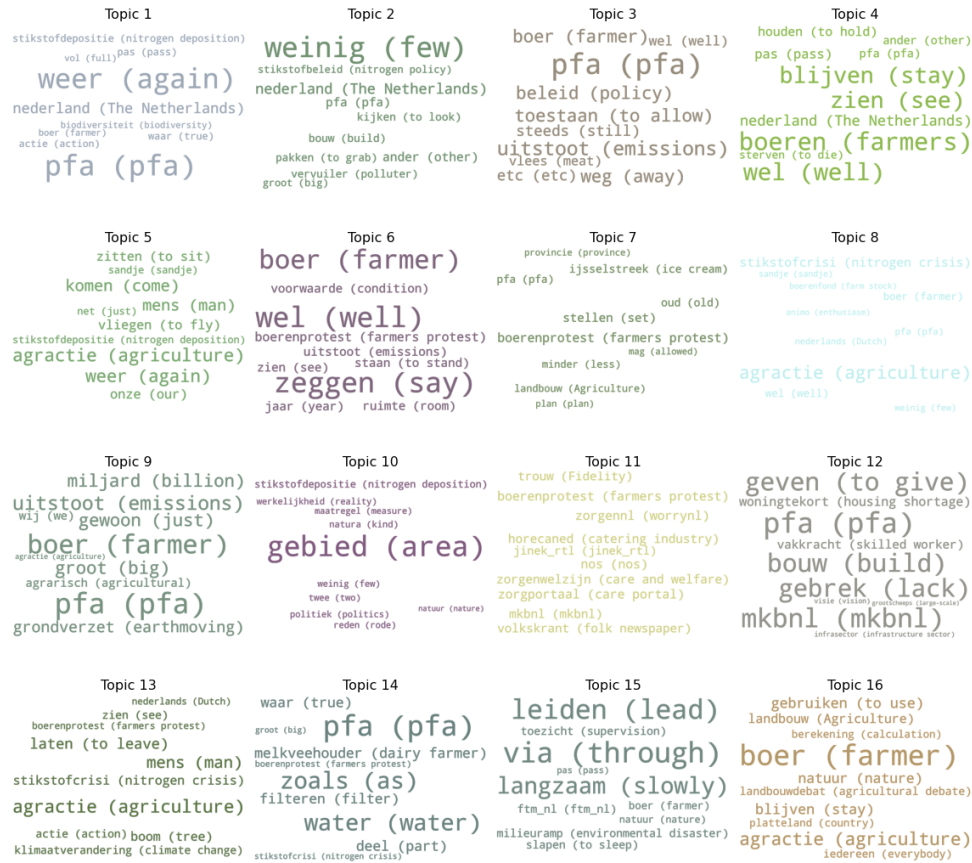 Topic 1
stikstofdepositie (nitrogen deposition)
vol (full)
pas (pass)
weer (again)
nederland (The Netherlands)
biodiversiteit (biodiversity)
boer (farmer)
waar (true)
actie (action)
pfa (pfa)
Topic 2
weinig (few)
stikstofbeleid (nitrogen policy)
nederland (The Netherlands)
pfa (pfa)
kijken (to look)
bouw (build)
pakken (to grab)
ander (other)
vervuiler (polluter)
groot (big)
Topic 3
boer (farmer)
wel (well)
pfa (pfa)
beleid (policy)
toestaan (to allow)
steeds (still)
uitstoot (emissions)
vlees (meat)
etc (etc)
weg (away)
Topic 4
houden (to hold)
ander (other)
pas (pass)
pfa (pfa)
blijven (stay)
zien (see)
nederland (The Netherlands)
boeren (farmers)
sterven (to die)
wel (well)
Topic 5
zitten (to sit)
sandje (sandje)
komen (come)
net (just)
mens (man)
vliegen (to fly)
stikstofdepositie (nitrogen deposition)
agractie (agriculture)
weer (again)
onze (our)
Topic 6
boer (farmer)
voorwaarde (condition)
wel (well)
boerenprotest (farmers protest)
uitstoot (emissions)
zien (see)
staan (to stand)
zeggen (say)
jaar (year)
ruimte (room)
Topic 7
provincie (province)
ijsselstreek (ice cream)
pfa (pfa)
oud (old)
stellen (set)
boerenprotest (farmers protest)
mag (allowed)
minder (less)
landbouw (Agriculture)
plan (plan)
Topic 8
stikstofcrisi (nitrogen crisis)
sandje (sandje)
boerenfond (farm stock)
boer (farmer)
animo (enthusiasm)
pfa (pfa)
nederlands (Dutch)
agractie (agriculture)
wel (well)
weinig (few)
Topic 9
miljard (billion)
uitstoot (emissions)
wij (we)
gewoon (just)
boer (farmer)
agractie (agriculture)
groot (big)
agrarisch (agricultural)
pfa (pfa)
grondverzet (earthmoving)
Topic 10
stikstofdepositie (nitrogen deposition)
werkelijkheid (reality)
maatregel (measure)
natura (kind)
gebied (area)
weinig (few)
twee (two)
natuur (nature)
politiek (politics)
reden (rode)
Topic 11
trouw (Fidelity)
boerenprotest (farmers protest)
zorgennl (worrynl)
horecaned (catering industry)
jinek_rtl (jinek_rtl)
nos (nos)
zorgenwelzijn (care and welfare)
zorgportaal (care portal)
mkbnl (mkbnl)
volkskrant (folk newspaper)
Topic 12
geven (to give)
woningtekort (housing shortage)
pfa (pfa)
vakkracht (skilled worker)
bouw (build)
gebrek (lack)
visie (vision)
grootscheeps (large-scale)
mkbnl (mkbnl)
infrasector (infrastructure sector)
Topic 13
nederlands (Dutch)
zien (see)
boerenprotest (farmers protest)
laten (to leave)
mens (man)
stikstofcrisi (nitrogen crisis)
agractie (agriculture)
actie (action)
boom (tree)
klimaatverandering (climate change)
Topic 14
waar (true)
groot (big)
pfa (pfa)
melkveehouder (dairy farmer)
boerenprotest (farmers protest)
zoals (as)
filteren (filter)
water (water)
deel (part)
stikstofcrisi (nitrogen crisis)
Topic 15
leiden (lead)
toezicht (supervision)
via (through)
pas (pass)
langzaam (slowly)
ftm_nl (ftm_nl)
boer (farmer)
natuur (nature)
milieuramp (environmental disaster)
slapen (to sleep)
Topic 16
gebruiken (to use)
landbouw (Agriculture)
berekening (calculation)
boer (farmer)
natuur (nature)
landbouwdebat (agricultural debate)
blijven (stay)
platteland (country)
agractie (agriculture)
iedereen (everybody)